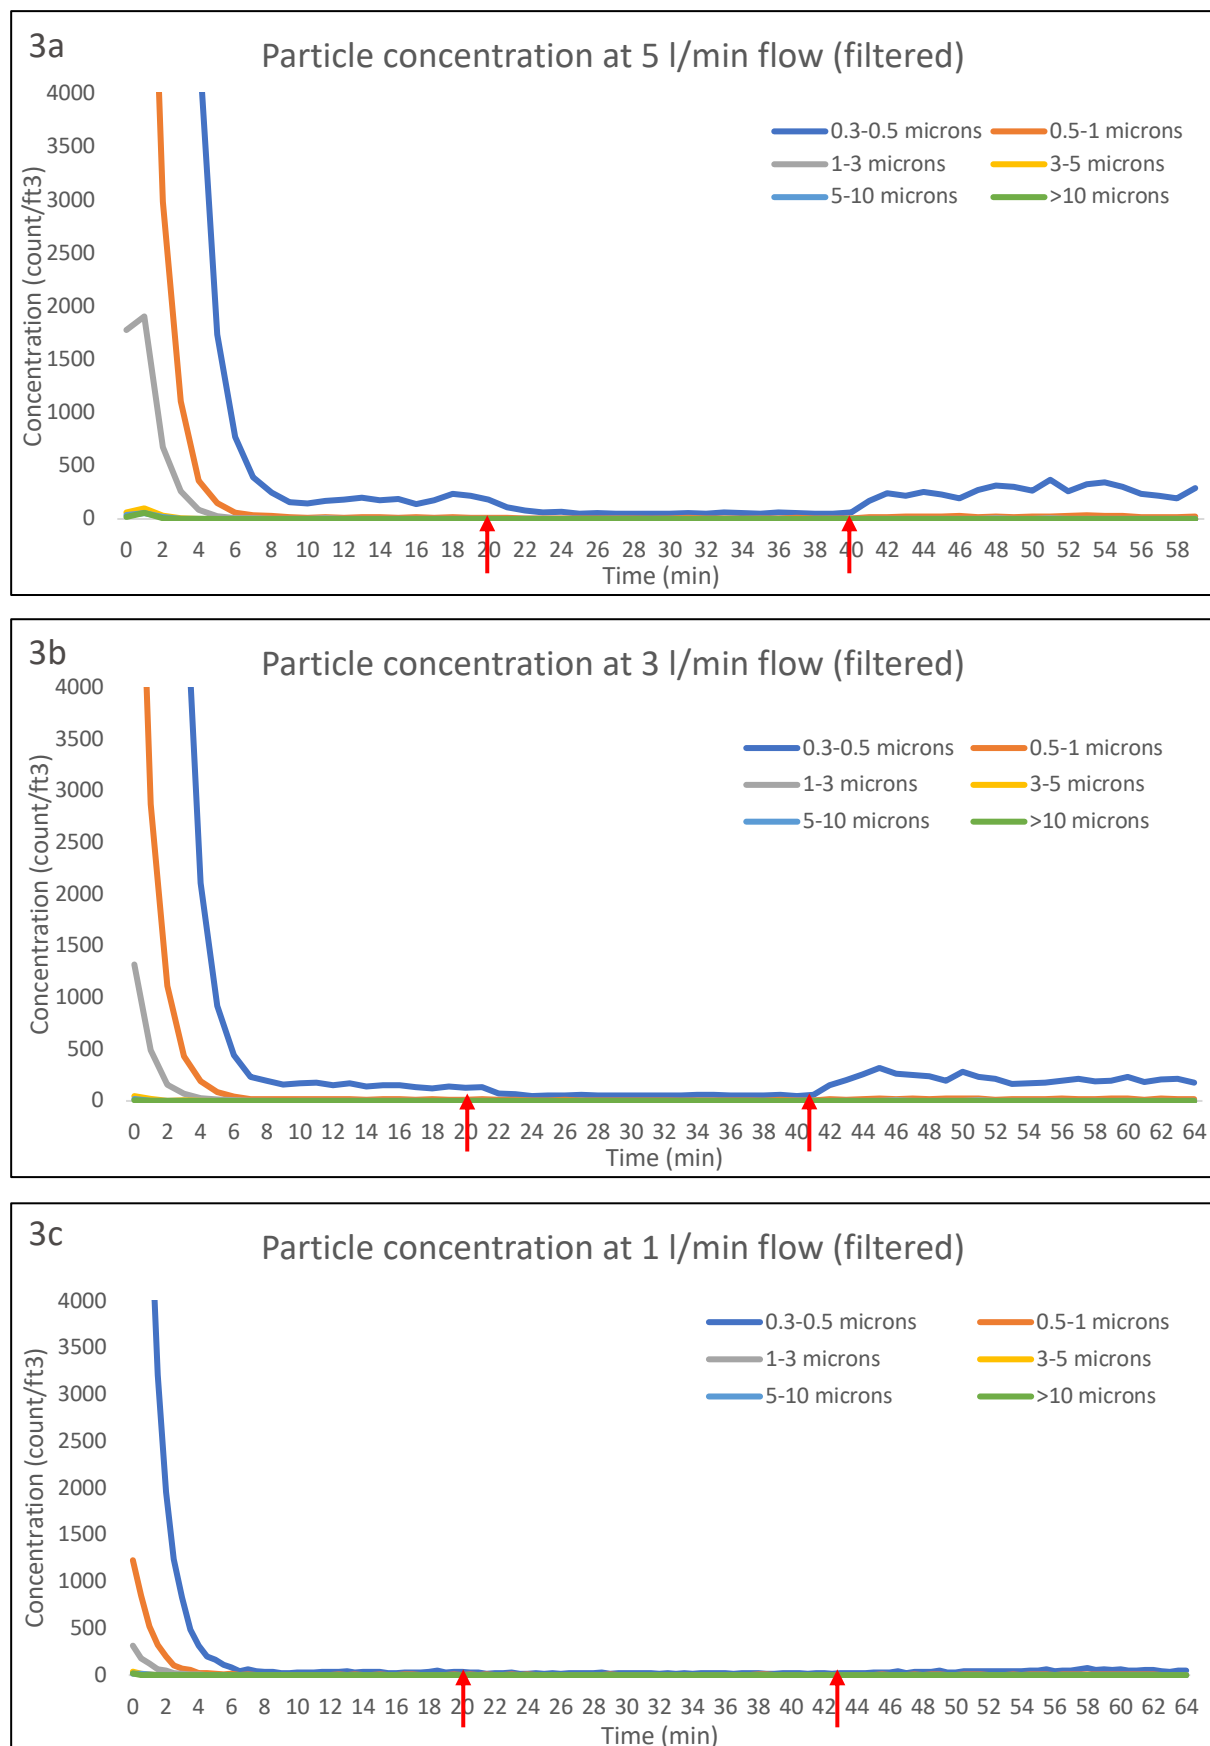 3a
Particle concentration at 5 l/min flow (filtered)
4000
3500
3000
2500
2000
1500
1000
500
0
Concentration (count/ft3)
0.3-0.5 microns 0.5-1 microns
1-3 microns 3-5 microns
5-10 microns >10 microns
0 2 4 6 8 10 12 14 16 18 20 22 24 26 28 30 32 34 36 38 40 42 44 46 48 50 52 54 56 58
Time (min)
3b
Particle concentration at 3 l/min flow (filtered)
4000
3500
3000
2500
2000
1500
1000
500
0
Concentration (count/ft3)
0.3-0.5 microns 0.5-1 microns
1-3 microns 3-5 microns
5-10 microns >10 microns
0 2 4 6 8 10 12 14 16 18 20 22 24 26 28 30 32 34 36 38 40 42 44 46 48 50 52 54 56 58 60 62 64
Time (min)
3c
Particle concentration at 1 l/min flow (filtered)
4000
3500
3000
2500
2000
1500
1000
500
0
Concentration (count/ft3)
0.3-0.5 microns 0.5-1 microns
1-3 microns 3-5 microns
5-10 microns >10 microns
0 2 4 6 8 10 12 14 16 18 20 22 24 26 28 30 32 34 36 38 40 42 44 46 48 50 52 54 56 58 60 62 64
Time (min)